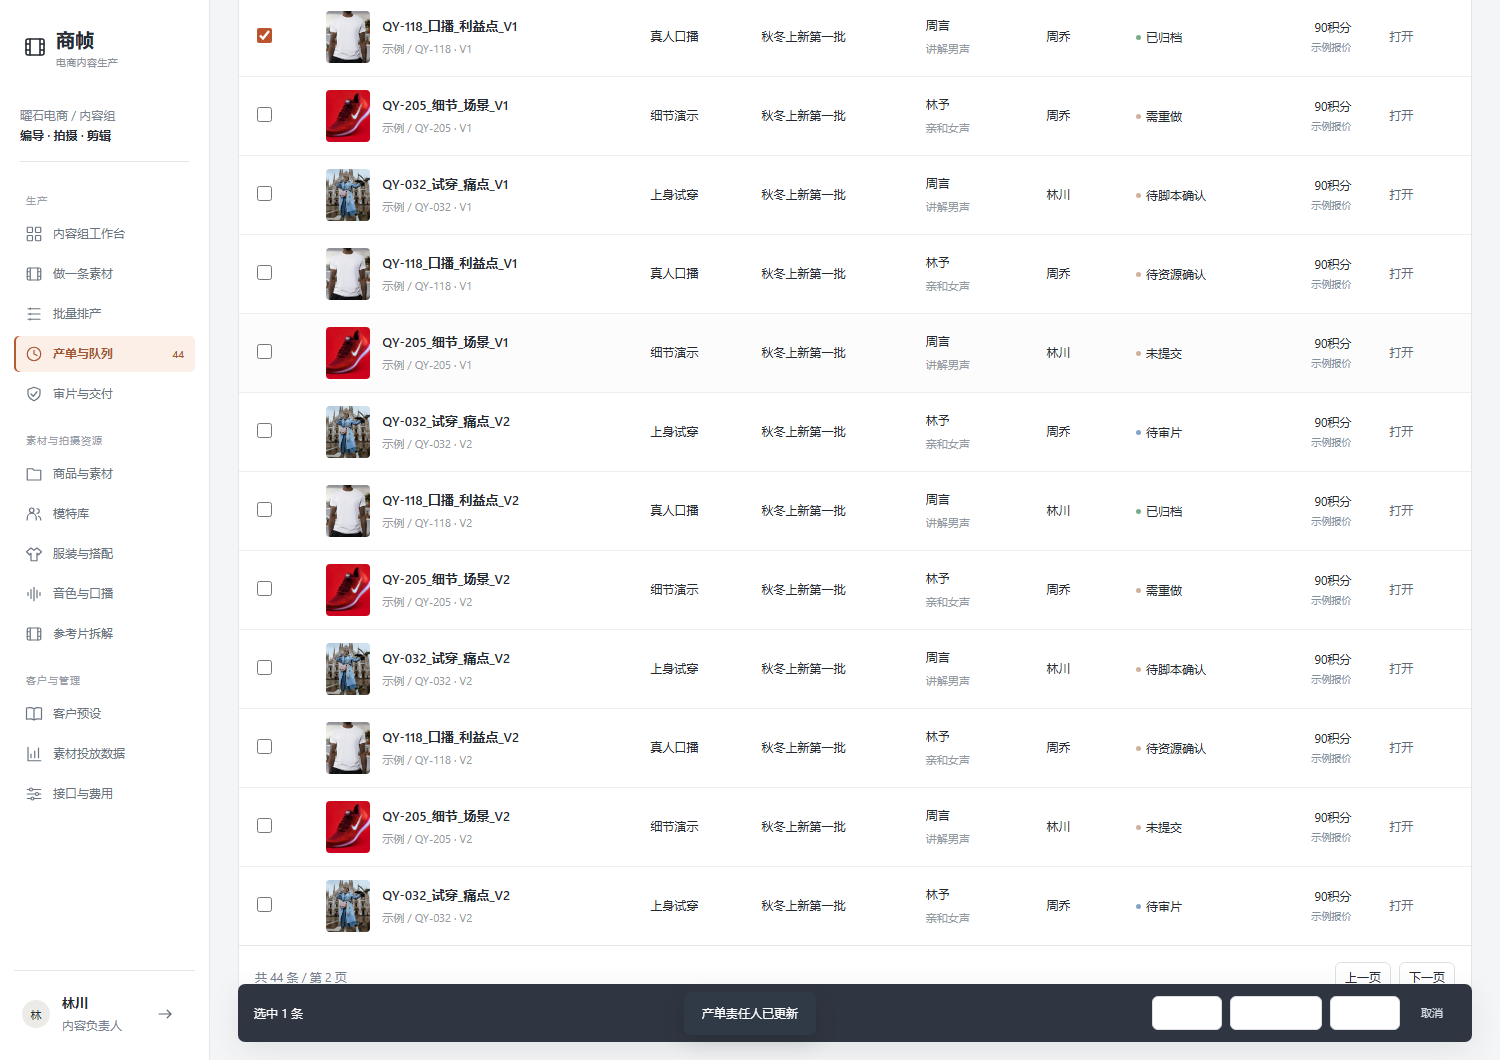 商帧
电商内容生产
曜石电商 / 内容组
编导 · 拍摄 · 剪辑
生产
内容组工作台
做一条素材
批量排产
产单与队列 44
审片与交付
素材与拍摄资源
商品与素材
模特库
服装与搭配
音色与口播
参考片拆解
客户与管理
客户预设
素材投放数据
接口与费用
林 林川
内容负责人
QY-118_口播_利益点_V1
示例 / QY-118 · V1
真人口播 秋冬上新第一批 周言 讲解男声 周乔 已归档 90积分 示例报价 打开
QY-205_细节_场景_V1
示例 / QY-205 · V1
细节演示 秋冬上新第一批 林予 亲和女声 周乔 需重做 90积分 示例报价 打开
QY-032_试穿_痛点_V1
示例 / QY-032 · V1
上身试穿 秋冬上新第一批 周言 讲解男声 林川 待脚本确认 90积分 示例报价 打开
QY-118_口播_利益点_V1
示例 / QY-118 · V1
真人口播 秋冬上新第一批 林予 亲和女声 周乔 待资源确认 90积分 示例报价 打开
QY-205_细节_场景_V1
示例 / QY-205 · V1
细节演示 秋冬上新第一批 周言 讲解男声 林川 未提交 90积分 示例报价 打开
QY-032_试穿_痛点_V2
示例 / QY-032 · V2
上身试穿 秋冬上新第一批 林予 亲和女声 周乔 待审片 90积分 示例报价 打开
QY-118_口播_利益点_V2
示例 / QY-118 · V2
真人口播 秋冬上新第一批 周言 讲解男声 林川 已归档 90积分 示例报价 打开
QY-205_细节_场景_V2
示例 / QY-205 · V2
细节演示 秋冬上新第一批 林予 亲和女声 周乔 需重做 90积分 示例报价 打开
QY-032_试穿_痛点_V2
示例 / QY-032 · V2
上身试穿 秋冬上新第一批 周言 讲解男声 林川 待脚本确认 90积分 示例报价 打开
QY-118_口播_利益点_V2
示例 / QY-118 · V2
真人口播 秋冬上新第一批 林予 亲和女声 周乔 待资源确认 90积分 示例报价 打开
QY-205_细节_场景_V2
示例 / QY-205 · V2
细节演示 秋冬上新第一批 周言 讲解男声 林川 未提交 90积分 示例报价 打开
QY-032_试穿_痛点_V2
示例 / QY-032 · V2
上身试穿 秋冬上新第一批 林予 亲和女声 周乔 待审片 90积分 示例报价 打开
共 44 条 / 第 2 页 上一页 下一页
选中 1 条 产单责任人已更新 取消